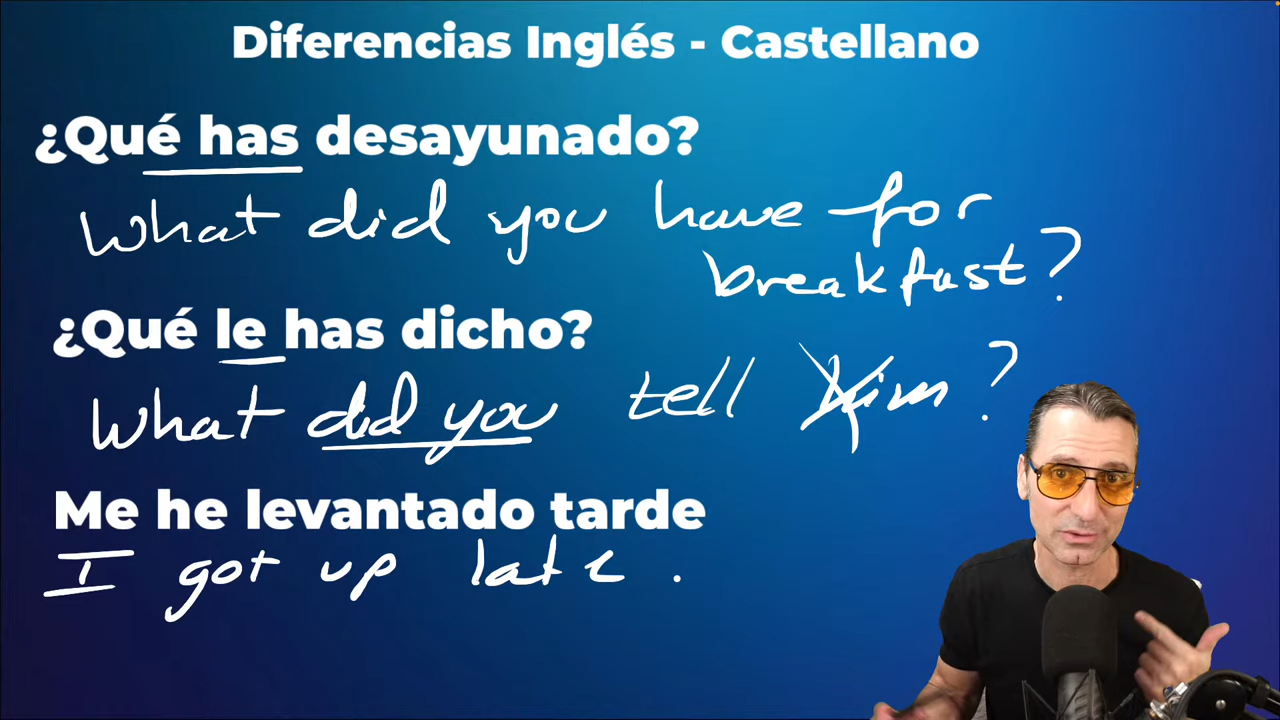 Diferencias Inglés - Castellano
¿Qué has desayunado?
What did you have for
breakfast?
¿Qué le has dicho?
What did you tell him?
Me he levantado tarde
I got up late.